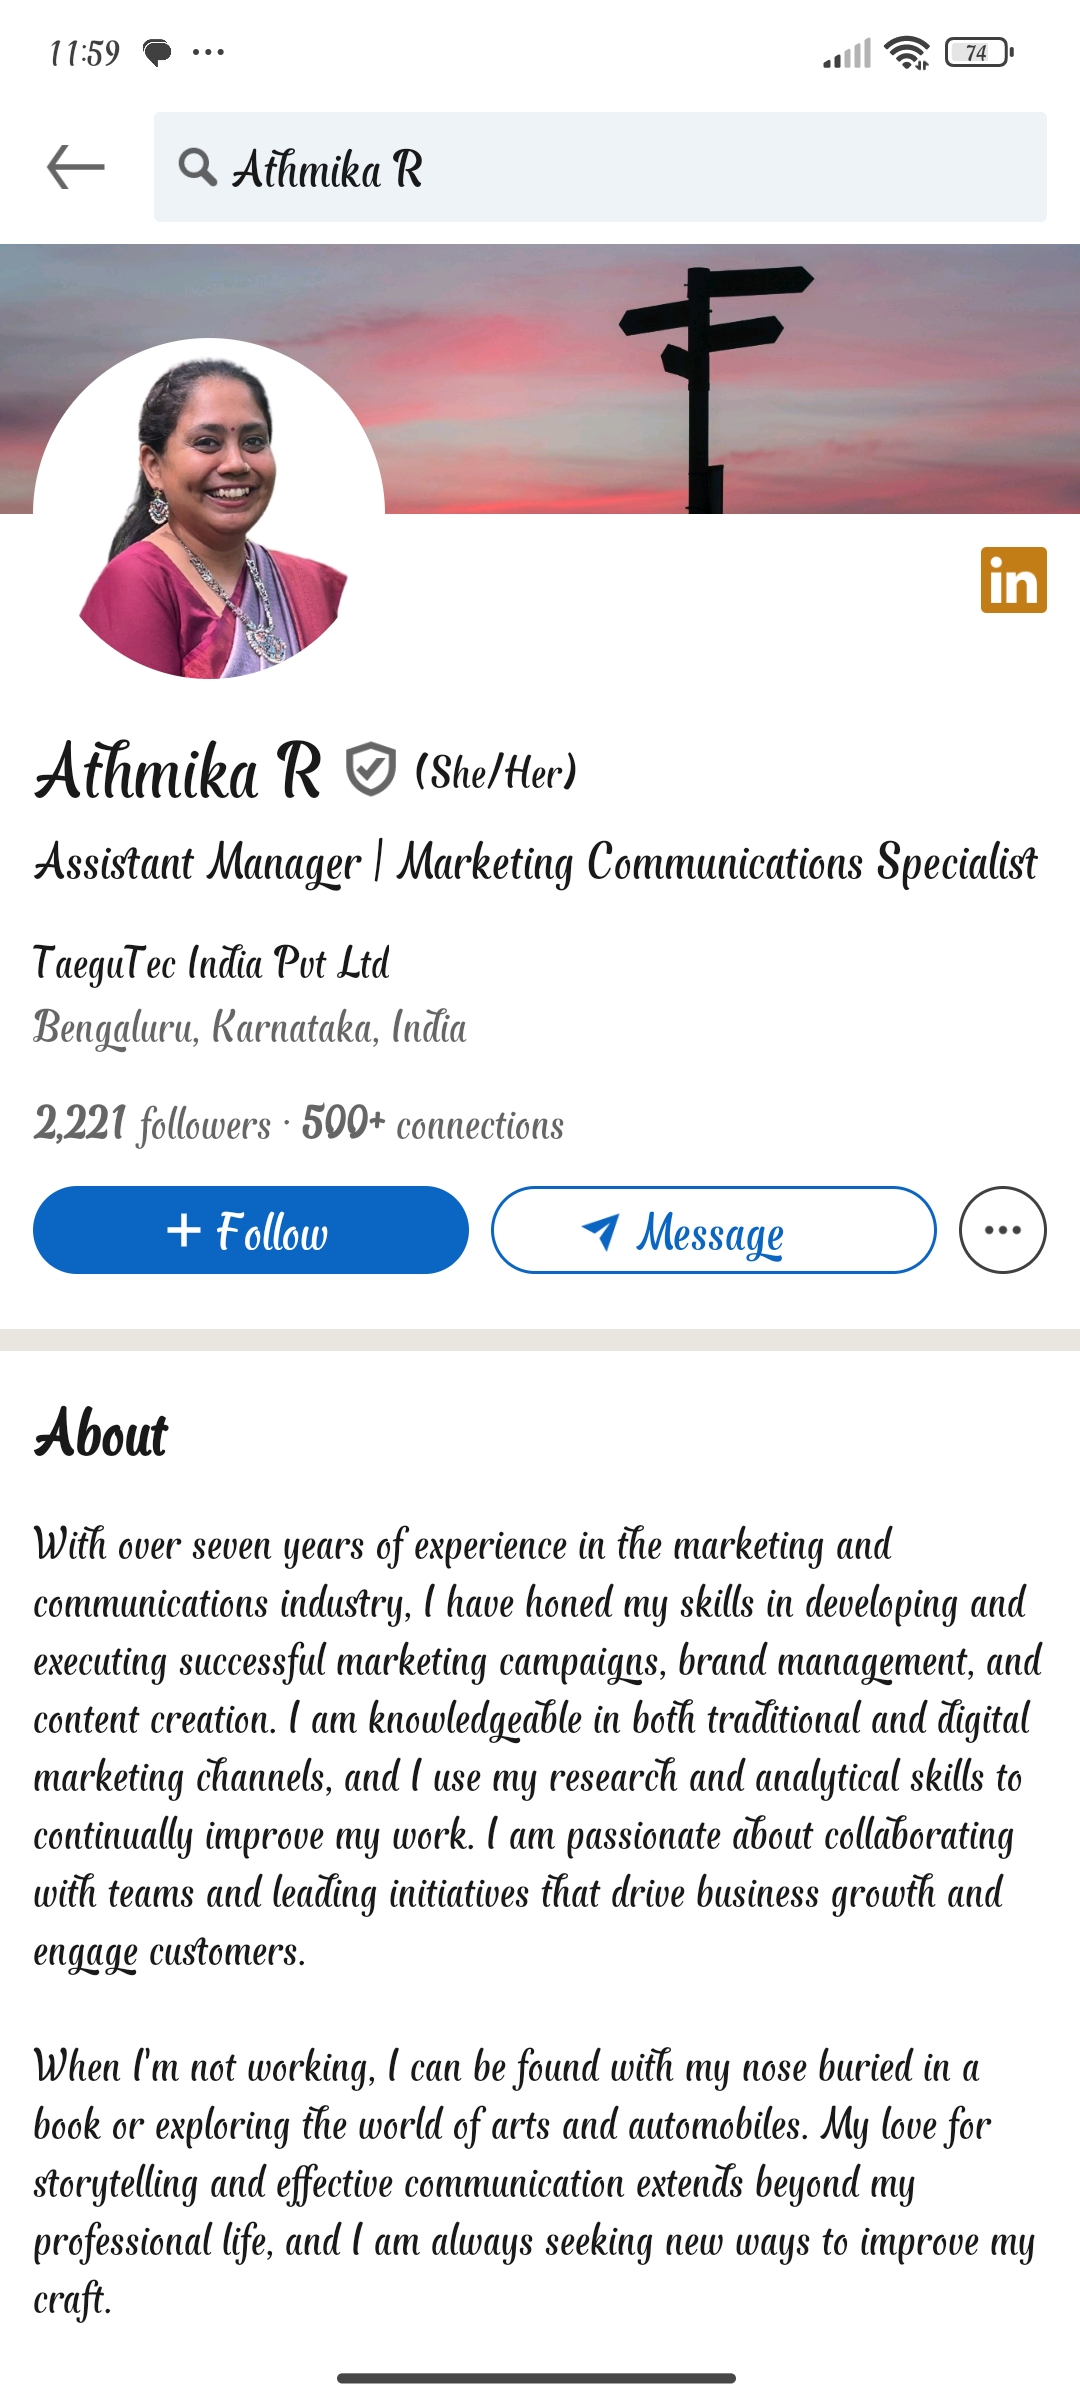 11:59
74
Athmika R
in
Athmika R (She/Her)
Assistant Manager | Marketing Communications Specialist
TaeguTec India Pvt Ltd
Bengaluru, Karnataka, India
2,221 followers · 500+ connections
+ Follow
Message
About
With over seven years of experience in the marketing and
communications industry, I have honed my skills in developing and
executing successful marketing campaigns, brand management, and
content creation. I am knowledgeable in both traditional and digital
marketing channels, and I use my research and analytical skills to
continually improve my work. I am passionate about collaborating
with teams and leading initiatives that drive business growth and
engage customers.
When I'm not working, I can be found with my nose buried in a
book or exploring the world of arts and automobiles. My love for
storytelling and effective communication extends beyond my
professional life, and I am always seeking new ways to improve my
craft.